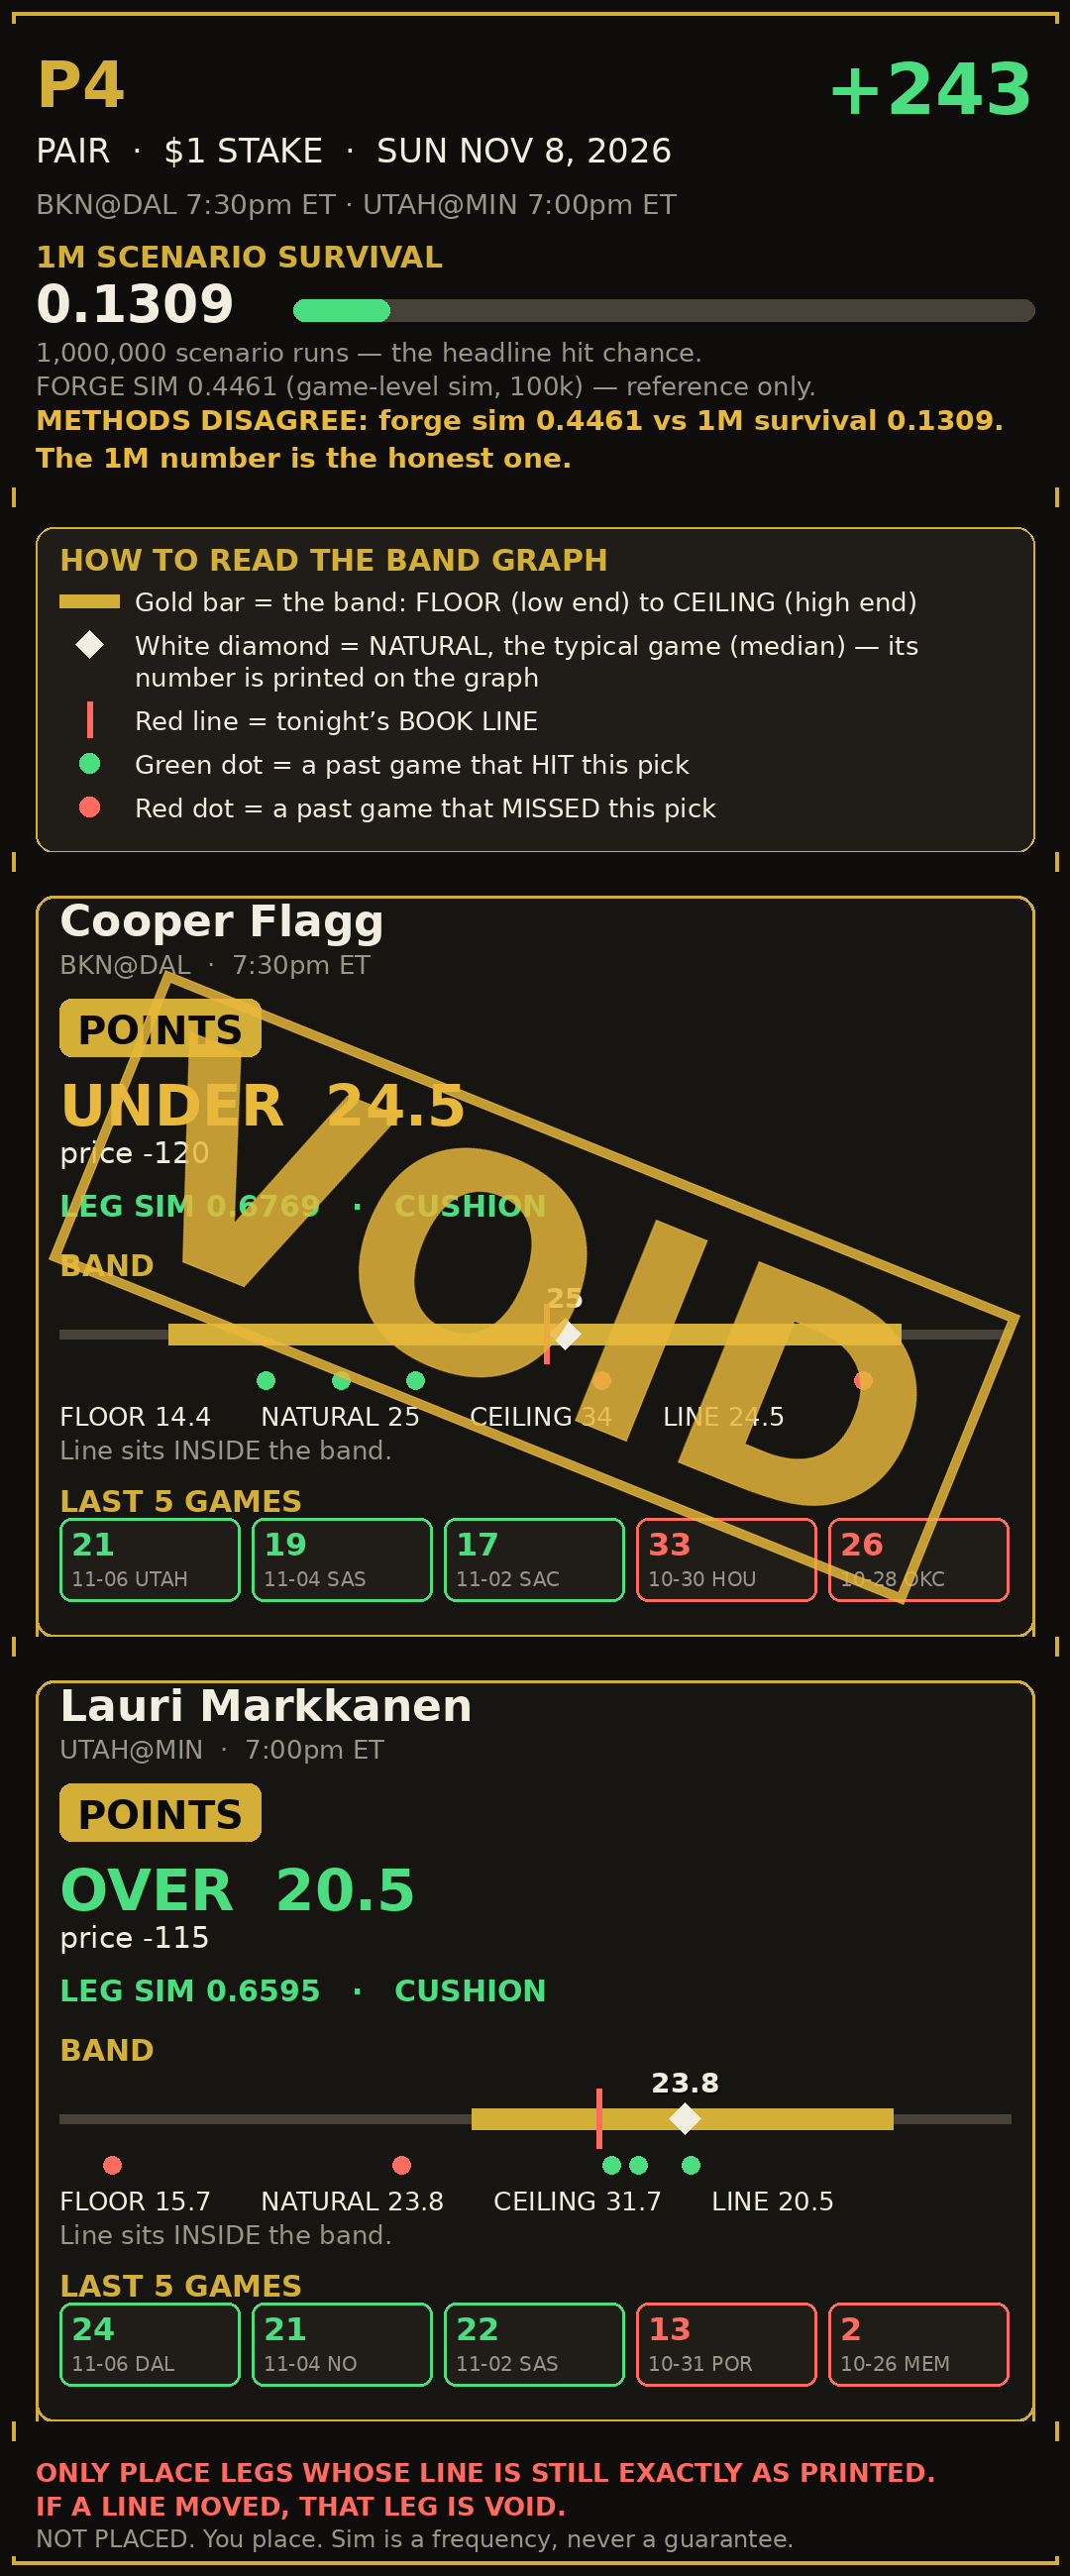 P4
+243
PAIR · $1 STAKE · SUN NOV 8, 2026
BKN@DAL 7:30pm ET · UTAH@MIN 7:00pm ET
1M SCENARIO SURVIVAL
0.1309
1,000,000 scenario runs — the headline hit chance.
FORGE SIM 0.4461 (game-level sim, 100k) — reference only.
METHODS DISAGREE: forge sim 0.4461 vs 1M survival 0.1309.
The 1M number is the honest one.
HOW TO READ THE BAND GRAPH
Gold bar = the band: FLOOR (low end) to CEILING (high end)
White diamond = NATURAL, the typical game (median) — its
number is printed on the graph
Red line = tonight’s BOOK LINE
Green dot = a past game that HIT this pick
Red dot = a past game that MISSED this pick
Cooper Flagg
BKN@DAL · 7:30pm ET
POINTS
UNDER 24.5
price -120
LEG SIM 0.6769 · CUSHION
BAND
25
VOID
FLOOR 14.4 NATURAL 25 CEILING 34 LINE 24.5
Line sits INSIDE the band.
LAST 5 GAMES
21 19 17 33 26
11-06 UTAH 11-04 SAS 11-02 SAC 10-30 HOU 10-28 OKC
Lauri Markkanen
UTAH@MIN · 7:00pm ET
POINTS
OVER 20.5
price -115
LEG SIM 0.6595 · CUSHION
BAND
23.8
FLOOR 15.7 NATURAL 23.8 CEILING 31.7 LINE 20.5
Line sits INSIDE the band.
LAST 5 GAMES
24 21 22 13 2
11-06 DAL 11-04 NO 11-02 SAS 10-31 POR 10-26 MEM
ONLY PLACE LEGS WHOSE LINE IS STILL EXACTLY AS PRINTED.
IF A LINE MOVED, THAT LEG IS VOID.
NOT PLACED. You place. Sim is a frequency, never a guarantee.